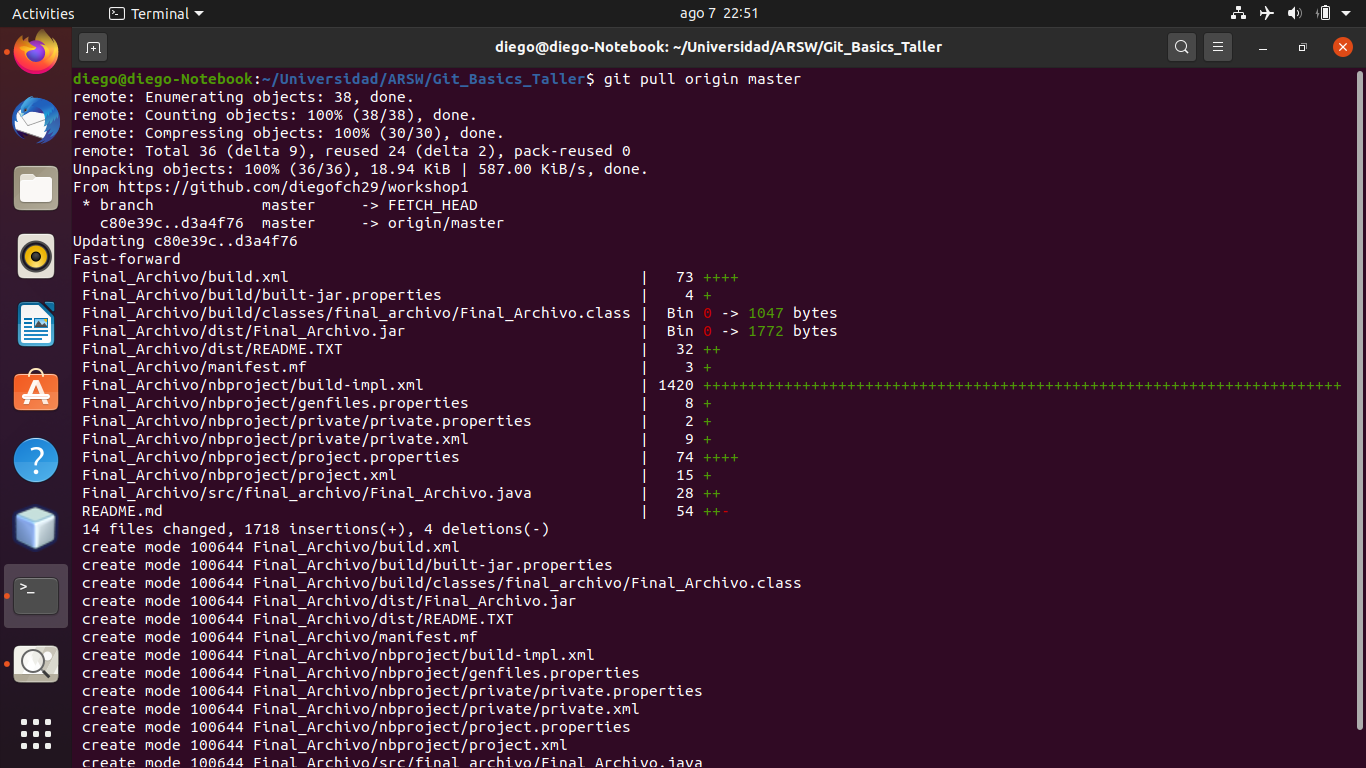 Activities Terminal ago 7 22:51
diego@diego-Notebook: ~/Universidad/ARSW/Git_Basics_Taller
diego@diego-Notebook:~/Universidad/ARSW/Git_Basics_Taller$ git pull origin master
remote: Enumerating objects: 38, done.
remote: Counting objects: 100% (38/38), done.
remote: Compressing objects: 100% (30/30), done.
remote: Total 36 (delta 9), reused 24 (delta 2), pack-reused 0
Unpacking objects: 100% (36/36), 18.94 KiB | 587.00 KiB/s, done.
From https://github.com/diegofch29/workshop1
 * branch            master     -> FETCH_HEAD
   c80e39c..d3a4f76  master     -> origin/master
Updating c80e39c..d3a4f76
Fast-forward
 Final_Archivo/build.xml                                       |   73 ++++
 Final_Archivo/build/built-jar.properties                      |    4 +
 Final_Archivo/build/classes/final_archivo/Final_Archivo.class |  Bin 0 -> 1047 bytes
 Final_Archivo/dist/Final_Archivo.jar                          |  Bin 0 -> 1772 bytes
 Final_Archivo/dist/README.TXT                                 |   32 ++
 Final_Archivo/manifest.mf                                     |    3 +
 Final_Archivo/nbproject/build-impl.xml                        | 1420 +++++++++++++++++++++++++++++++++++++++++++++++++++++++++++++++++++++++
 Final_Archivo/nbproject/genfiles.properties                   |    8 +
 Final_Archivo/nbproject/private/private.properties            |    2 +
 Final_Archivo/nbproject/private/private.xml                   |    9 +
 Final_Archivo/nbproject/project.properties                    |   74 ++++
 Final_Archivo/nbproject/project.xml                           |   15 +
 Final_Archivo/src/final_archivo/Final_Archivo.java            |   28 ++
 README.md                                                     |   54 ++-
 14 files changed, 1718 insertions(+), 4 deletions(-)
 create mode 100644 Final_Archivo/build.xml
 create mode 100644 Final_Archivo/build/built-jar.properties
 create mode 100644 Final_Archivo/build/classes/final_archivo/Final_Archivo.class
 create mode 100644 Final_Archivo/dist/Final_Archivo.jar
 create mode 100644 Final_Archivo/dist/README.TXT
 create mode 100644 Final_Archivo/manifest.mf
 create mode 100644 Final_Archivo/nbproject/build-impl.xml
 create mode 100644 Final_Archivo/nbproject/genfiles.properties
 create mode 100644 Final_Archivo/nbproject/private/private.properties
 create mode 100644 Final_Archivo/nbproject/private/private.xml
 create mode 100644 Final_Archivo/nbproject/project.properties
 create mode 100644 Final_Archivo/nbproject/project.xml
 create mode 100644 Final_Archivo/src/final_archivo/Final_Archivo.java